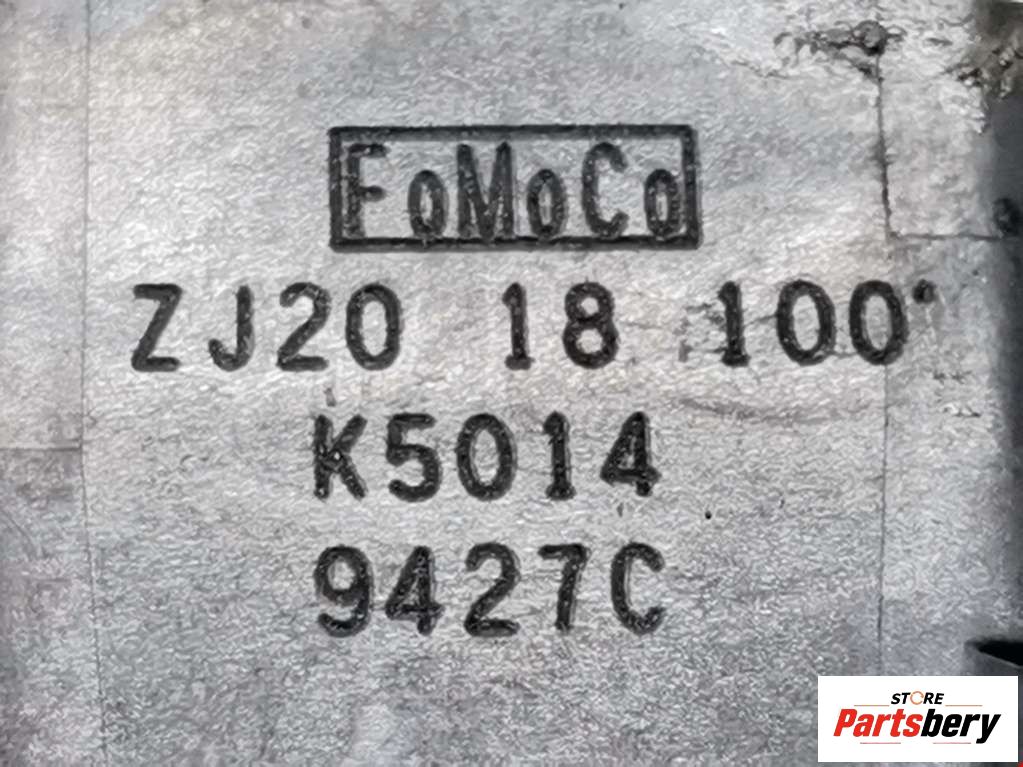 FoMoCo
ZJ20 18 100
K5014
9427C
STORE
Partsbery